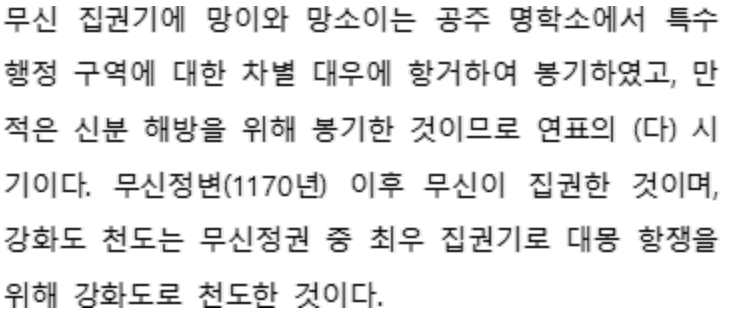 무신 집권기에 망이와 망소이는 공주 명학소에서 특수
행정 구역에 대한 차별 대우에 항거하여 봉기하였고, 만
적은 신분 해방을 위해 봉기한 것이므로 연표의 (다) 시
기이다. 무신정변(1170년) 이후 무신이 집권한 것이며,
강화도 천도는 무신정권 중 최우 집권기로 대몽 항쟁을
위해 강화도로 천도한 것이다.